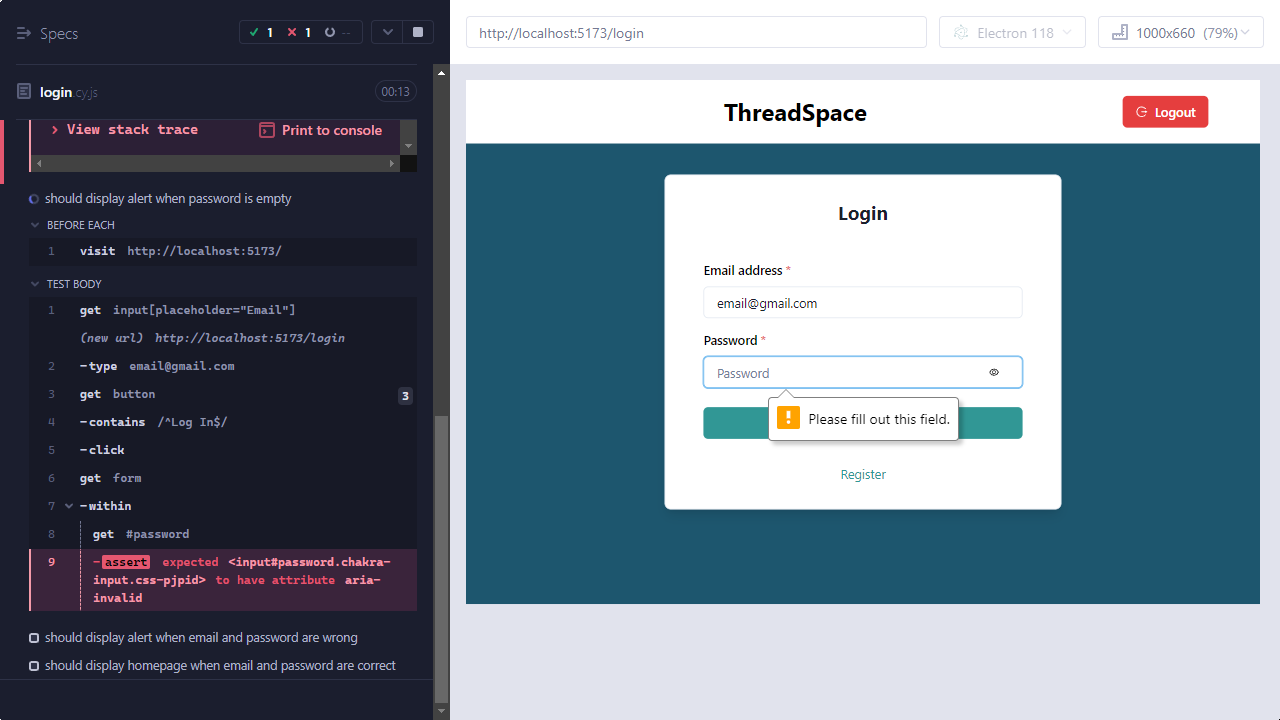 Specs
1
1
--
login.cy.js
00:13
View stack trace
Print to console
should display alert when password is empty
BEFORE EACH
1 visit http://localhost:5173/
TEST BODY
1 get input[placeholder="Email"]
(new url) http://localhost:5173/login
2 -type email@gmail.com
3 get button 3
4 -contains /^Log In$/
5 -click
6 get form
7 -within
8 get #password
9 -assert expected <input#password.chakra-
input.css-pjpid> to have attribute aria-
invalid
should display alert when email and password are wrong
should display homepage when email and password are correct
http://localhost:5173/login
Electron 118
1000x660 (79%)
ThreadSpace
Logout
Login
Email address *
email@gmail.com
Password *
Password
Please fill out this field.
Register